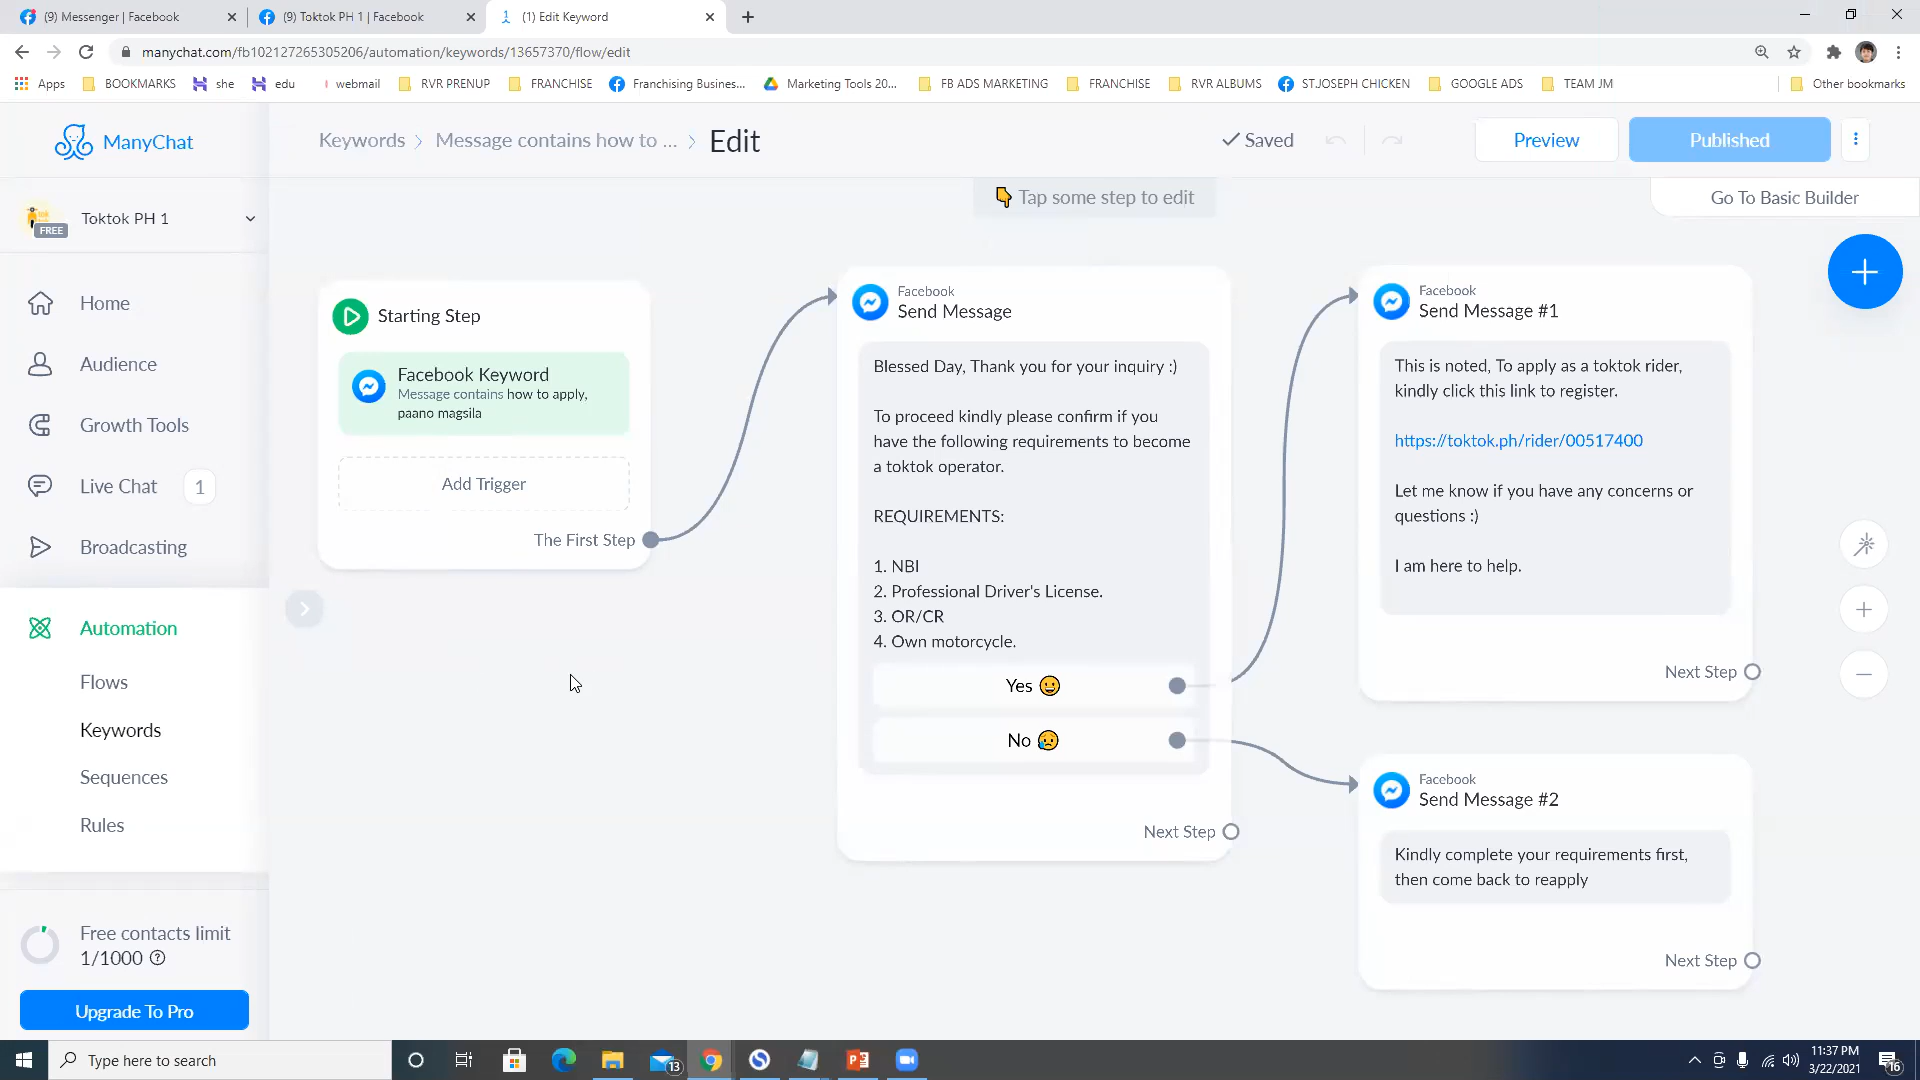 (9) Messenger | Facebook
(9) Toktok PH 1 | Facebook
(1) Edit Keyword
manychat.com/fb102127265305206/automation/keywords/13657370/flow/edit
Apps
BOOKMARKS
she
edu
webmail
RVR PRENUP
FRANCHISE
Franchising Busines...
Marketing Tools 20...
FB ADS MARKETING
FRANCHISE
RVR ALBUMS
ST.JOSEPH CHICKEN
GOOGLE ADS
TEAM JM
Other bookmarks
ManyChat
Keywords
Message contains how to ...
Edit
Saved
Preview
Published
Tap some step to edit
Go To Basic Builder
FREE
Toktok PH 1
Home
Audience
Growth Tools
Live Chat
1
Broadcasting
Automation
Flows
Keywords
Sequences
Rules
Free contacts limit
1/1000
Upgrade To Pro
Starting Step
Facebook Keyword
Message contains how to apply,
paano magsila
Add Trigger
The First Step
Facebook
Send Message
Blessed Day, Thank you for your inquiry :)
To proceed kindly please confirm if you
have the following requirements to become
a toktok operator.
REQUIREMENTS:
1. NBI
2. Professional Driver's License.
3. OR/CR
4. Own motorcycle.
Yes 😀
No 😥
Next Step
Facebook
Send Message #1
This is noted, To apply as a toktok rider,
kindly click this link to register.
https://toktok.ph/rider/00517400
Let me know if you have any concerns or
questions :)
I am here to help.
Next Step
Facebook
Send Message #2
Kindly complete your requirements first,
then come back to reapply
Next Step
Type here to search
13
11:37 PM
3/22/2021
16